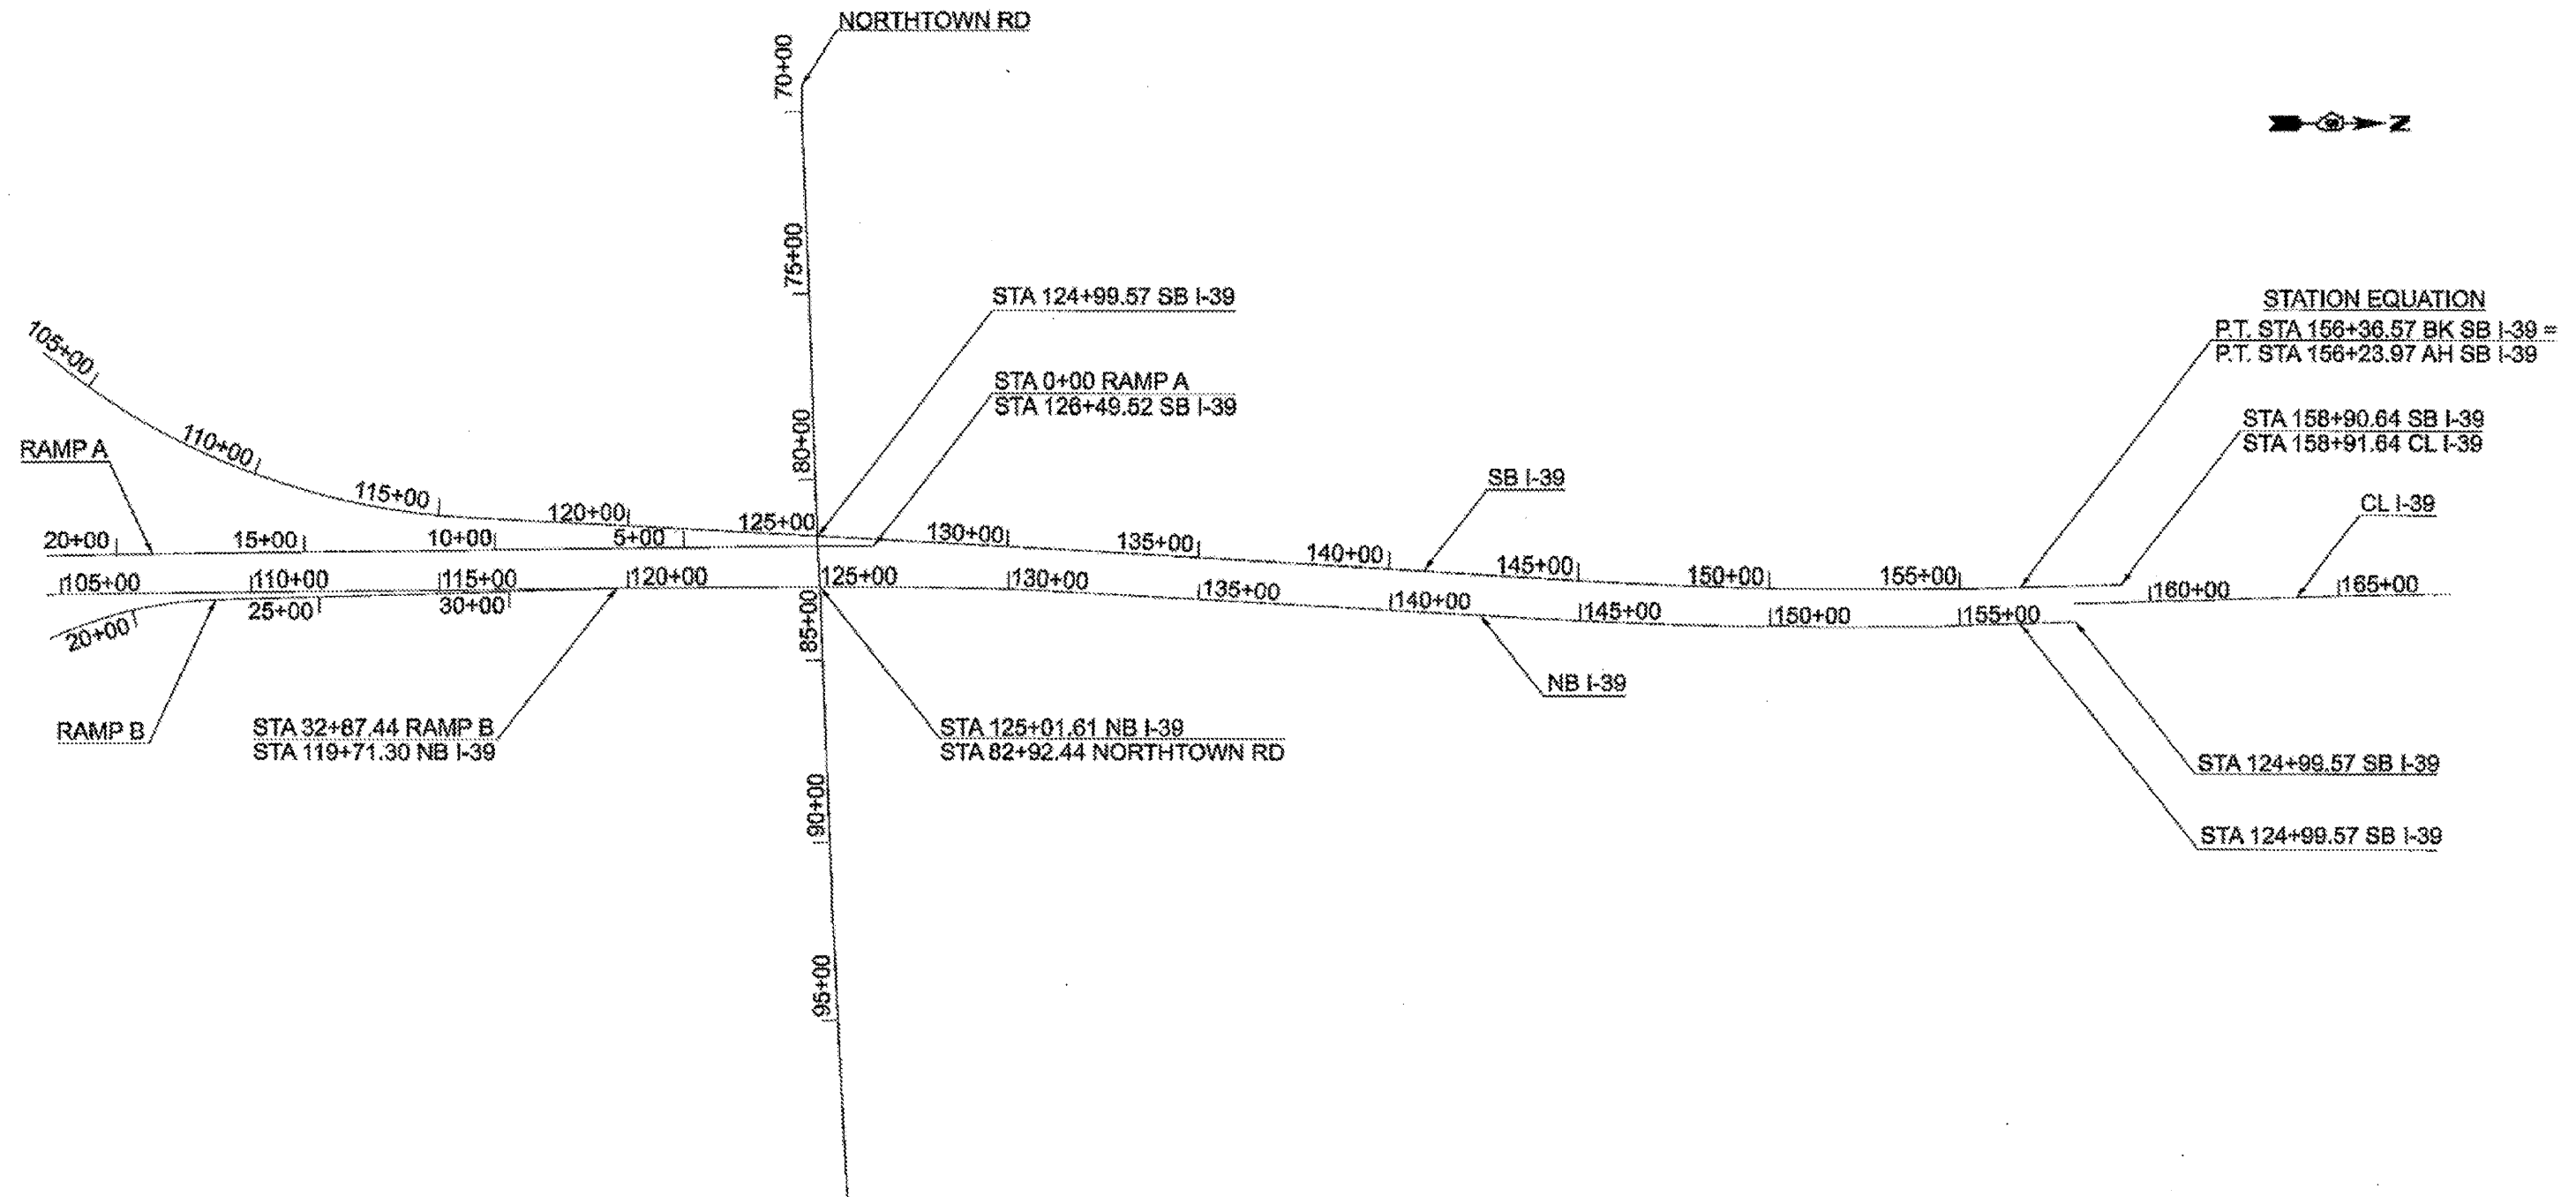 NORTHTOWN RD
70+00
N
75+00
STA 124+99.57 SB I-39
STATION EQUATION
P.T. STA 156+36.57 BK SB I-39 =
P.T. STA 156+23.97 AH SB I-39
105+00
STA 0+00 RAMP A
STA 126+49.52 SB I-39
STA 158+90.64 SB I-39
STA 158+91.64 CL I-39
110+00
RAMP A
80+00
SB I-39
CL I-39
115+00
120+00
125+00
130+00
135+00
140+00
145+00
150+00
155+00
20+00
15+00
10+00
5+00
105+00
110+00
115+00
120+00
125+00
130+00
135+00
140+00
145+00
150+00
155+00
160+00
165+00
20+00
25+00
30+00
85+00
NB I-39
RAMP B
STA 32+87.44 RAMP B
STA 119+71.30 NB I-39
STA 125+01.61 NB I-39
STA 82+92.44 NORTHTOWN RD
STA 124+99.57 SB I-39
STA 124+99.57 SB I-39
90+00
95+00